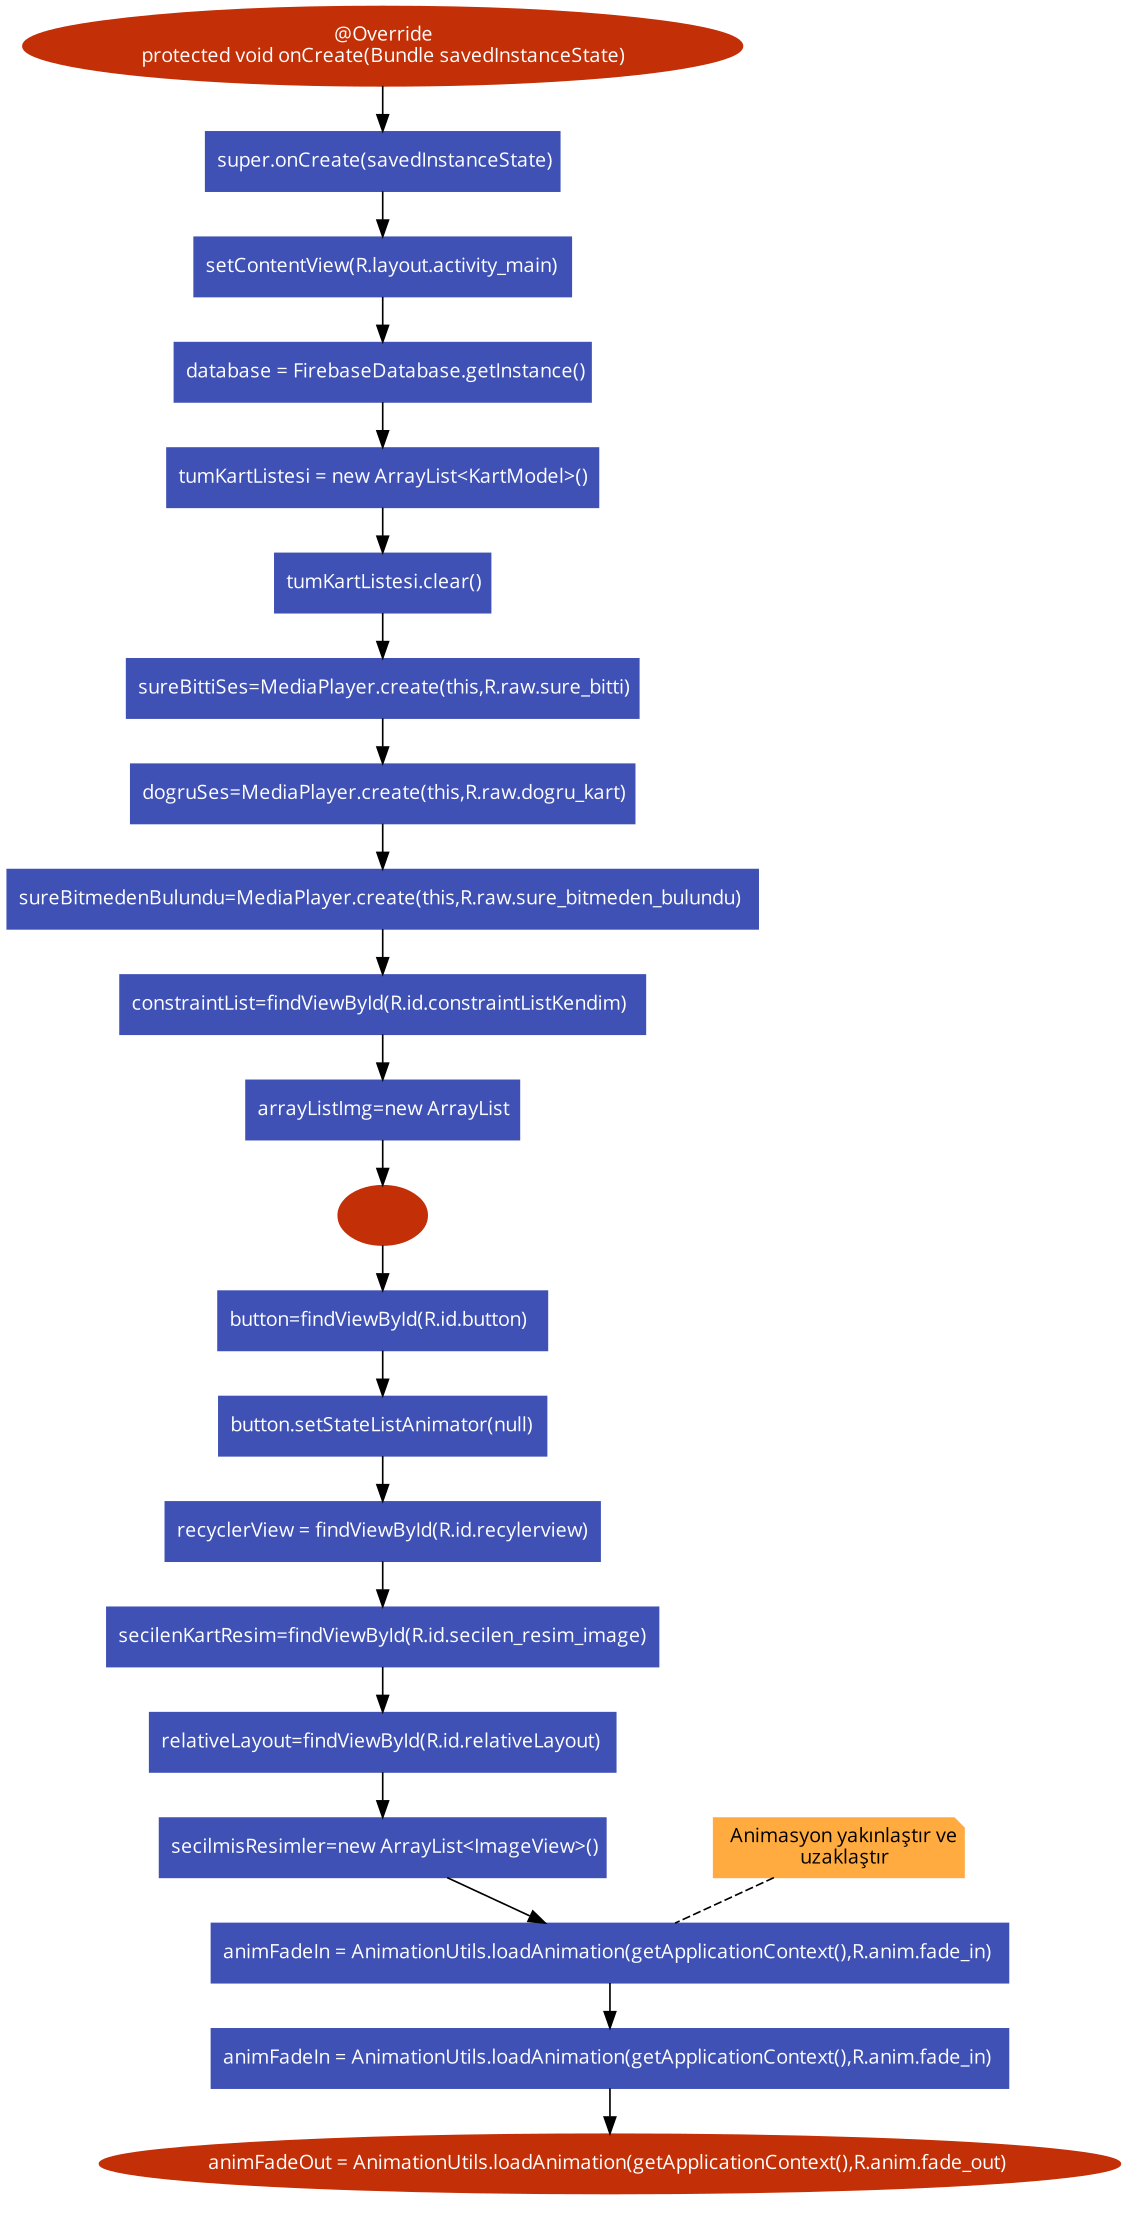 @Override
protected void onCreate(Bundle savedInstanceState)
super.onCreate(savedInstanceState)
setContentView(R.layout.activity_main)
database = FirebaseDatabase.getInstance()
tumKartListesi = new ArrayList<KartModel>()
tumKartListesi.clear()
sureBittiSes=MediaPlayer.create(this,R.raw.sure_bitti)
dogruSes=MediaPlayer.create(this,R.raw.dogru_kart)
sureBitmedenBulundu=MediaPlayer.create(this,R.raw.sure_bitmeden_bulundu)
constraintList=findViewById(R.id.constraintListKendim)
arrayListImg=new ArrayList
button=findViewById(R.id.button)
button.setStateListAnimator(null)
recyclerView = findViewById(R.id.recylerview)
secilenKartResim=findViewById(R.id.secilen_resim_image)
relativeLayout=findViewById(R.id.relativeLayout)
secilmisResimler=new ArrayList<ImageView>()
Animasyon yakınlaştır ve
uzaklaştır
animFadeIn = AnimationUtils.loadAnimation(getApplicationContext(),R.anim.fade_in)
animFadeIn = AnimationUtils.loadAnimation(getApplicationContext(),R.anim.fade_in)
animFadeOut = AnimationUtils.loadAnimation(getApplicationContext(),R.anim.fade_out)